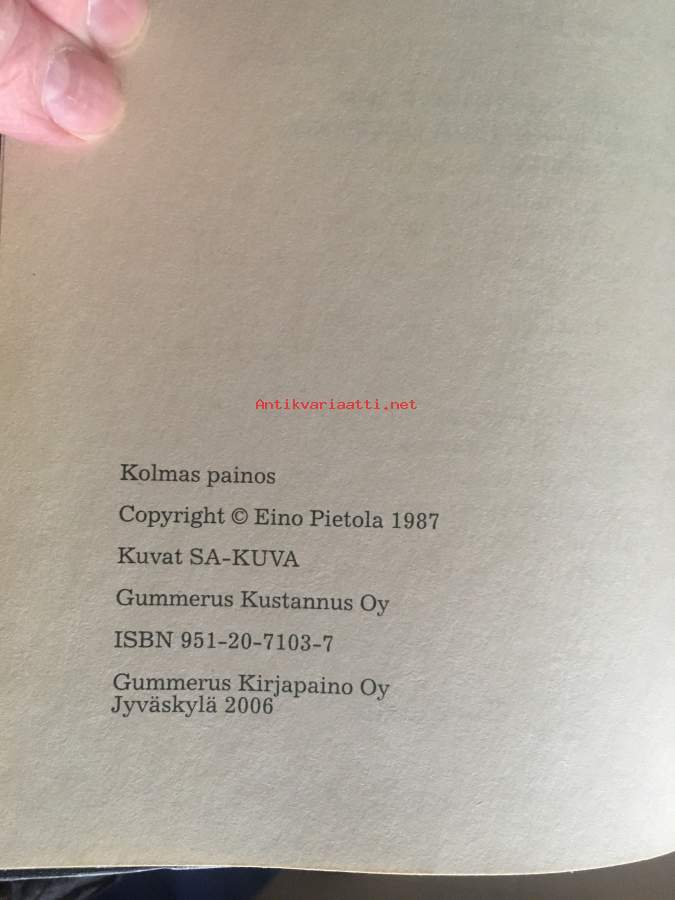 Antikvariaatti.net
Kolmas painos
Copyright © Eino Pietola 1987
Kuvat SA-KUVA
Gummerus Kustannus Oy
ISBN 951-20-7103-7
Gummerus Kirjapaino Oy
Jyväskylä 2006